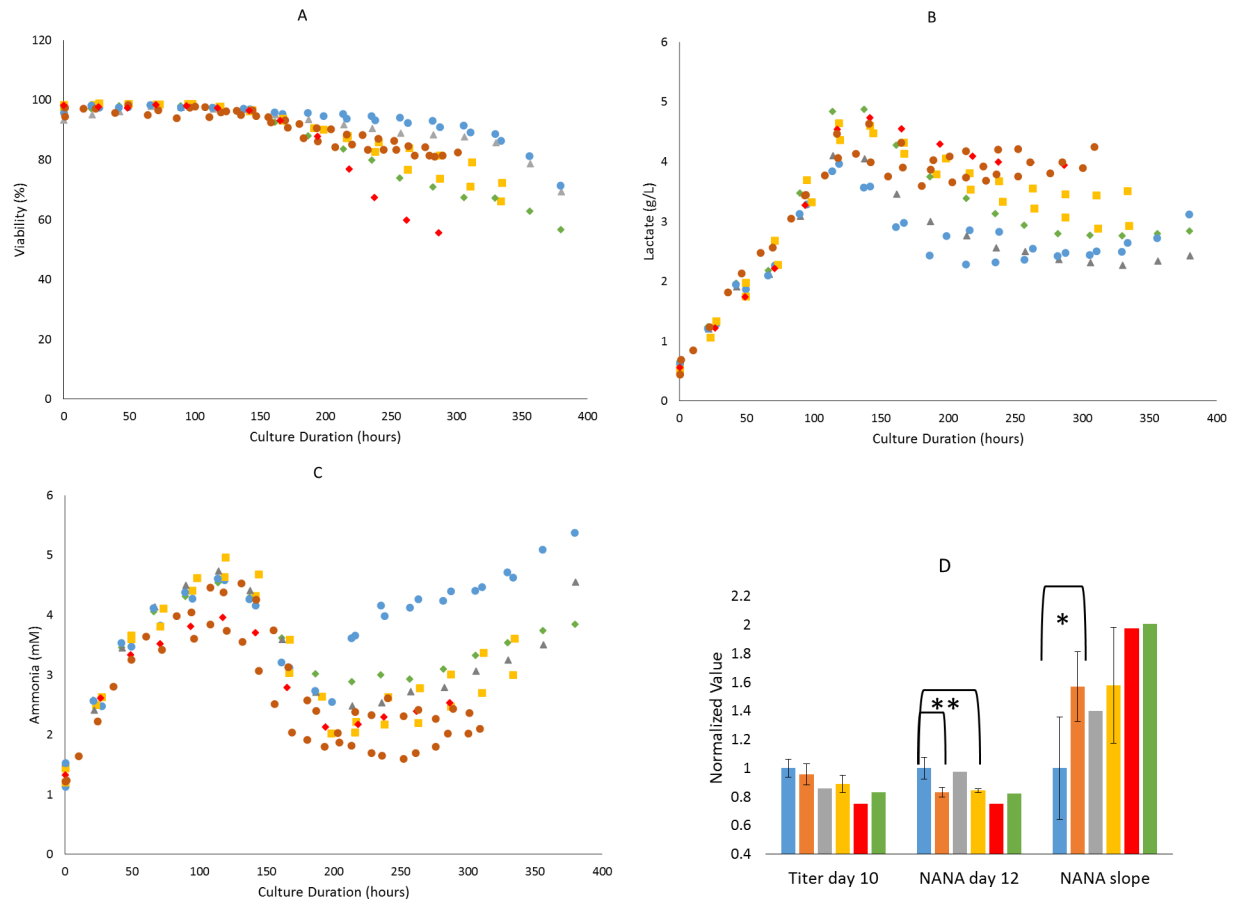 A
120
100
80
60
40
20
0
Viability (%)
0 50 100 150 200 250 300 350 400
Culture Duration (hours)
B
6
5
4
3
2
1
0
Lactate (g/L)
0 50 100 150 200 250 300 350 400
Culture Duration (hours)
C
6
5
4
3
2
1
0
Ammonia (mM)
0 50 100 150 200 250 300 350 400
Culture Duration (hours)
D
2.2
2
1.8
1.6
1.4
1.2
1
0.8
0.6
0.4
Normalized Value
* *
*
Titer day 10 NANA day 12 NANA slope